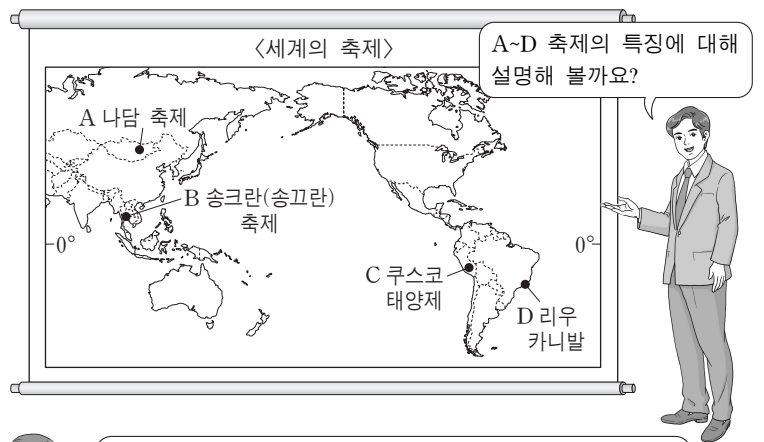 〈세계의 축제〉
A~D 축제의 특징에 대해
설명해 볼까요?
A 나담 축제
B 송크란(송끄란)
축제
0°
0°
C 쿠스코
태양제
D 리우
카니발